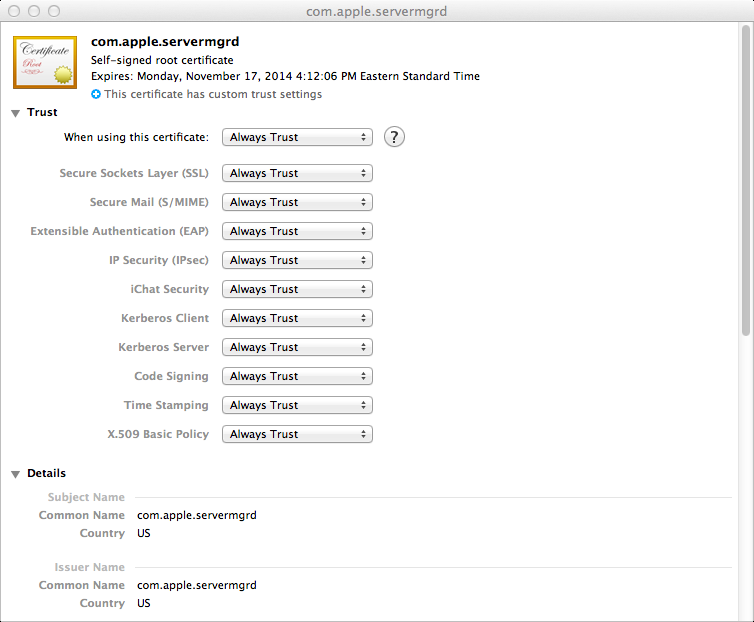 com.apple.servermgrd
Certificate
Root
com.apple.servermgrd
Self-signed root certificate
Expires: Monday, November 17, 2014 4:12:06 PM Eastern Standard Time
This certificate has custom trust settings
Trust
When using this certificate: Always Trust ?
Secure Sockets Layer (SSL) Always Trust
Secure Mail (S/MIME) Always Trust
Extensible Authentication (EAP) Always Trust
IP Security (IPsec) Always Trust
iChat Security Always Trust
Kerberos Client Always Trust
Kerberos Server Always Trust
Code Signing Always Trust
Time Stamping Always Trust
X.509 Basic Policy Always Trust
Details
Subject Name
Common Name com.apple.servermgrd
Country US
Issuer Name
Common Name com.apple.servermgrd
Country US